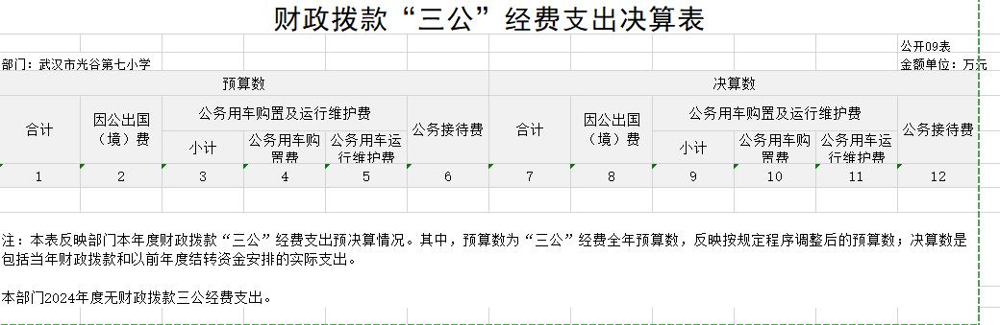 财政拨款“三公”经费支出决算表
公开09表
部门：武汉市光谷第七小学 金额单位：万元
预算数 决算数
合计 因公出国（境）费 公务用车购置及运行维护费 公务接待费 合计 因公出国（境）费 公务用车购置及运行维护费 公务接待费
小计 公务用车购置费 公务用车运行维护费 小计 公务用车购置费 公务用车运行维护费
1 2 3 4 5 6 7 8 9 10 11 12
注：本表反映部门本年度财政拨款“三公”经费支出预决算情况。其中，预算数为“三公”经费全年预算数，反映按规定程序调整后的预算数；决算数是
包括当年财政拨款和以前年度结转资金安排的实际支出。
本部门2024年度无财政拨款三公经费支出。